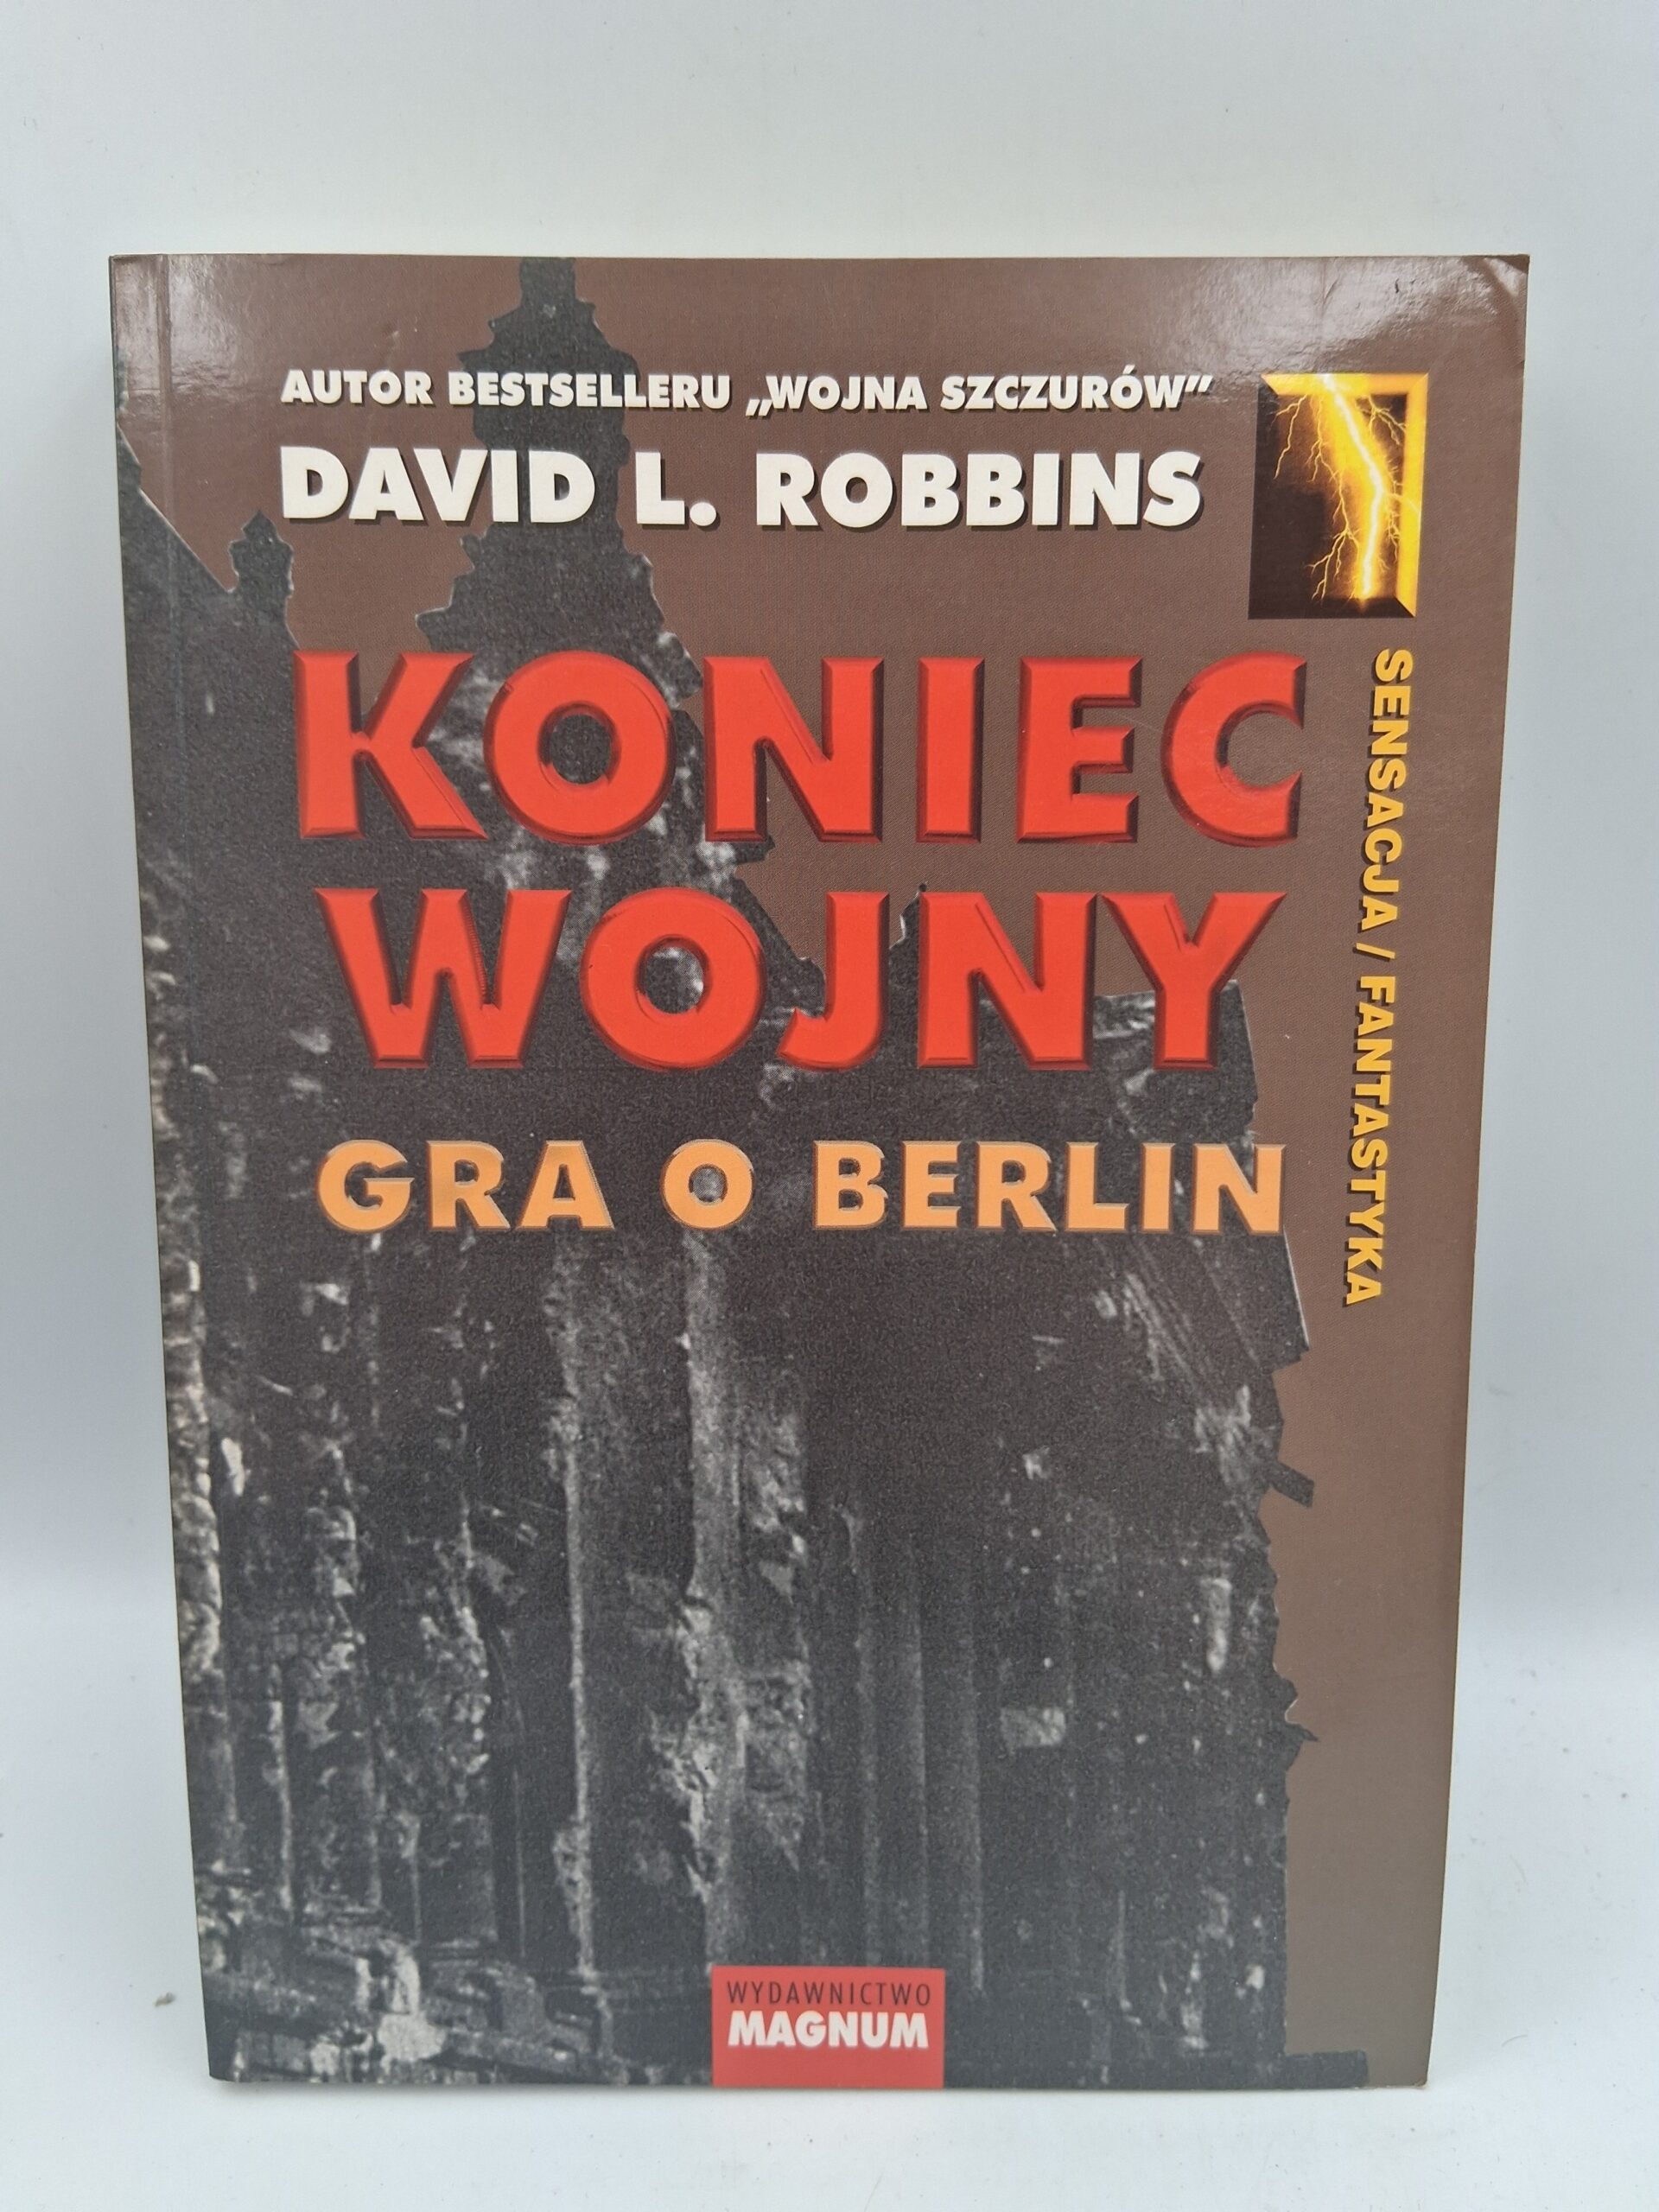 AUTOR BESTSELLERU „WOJNA SZCZURÓW”
DAVID L. ROBBINS
KONIEC
WOJNY
GRA O BERLIN
SENSACJA / FANTASTYKA
WYDAWNICTWO
MAGNUM